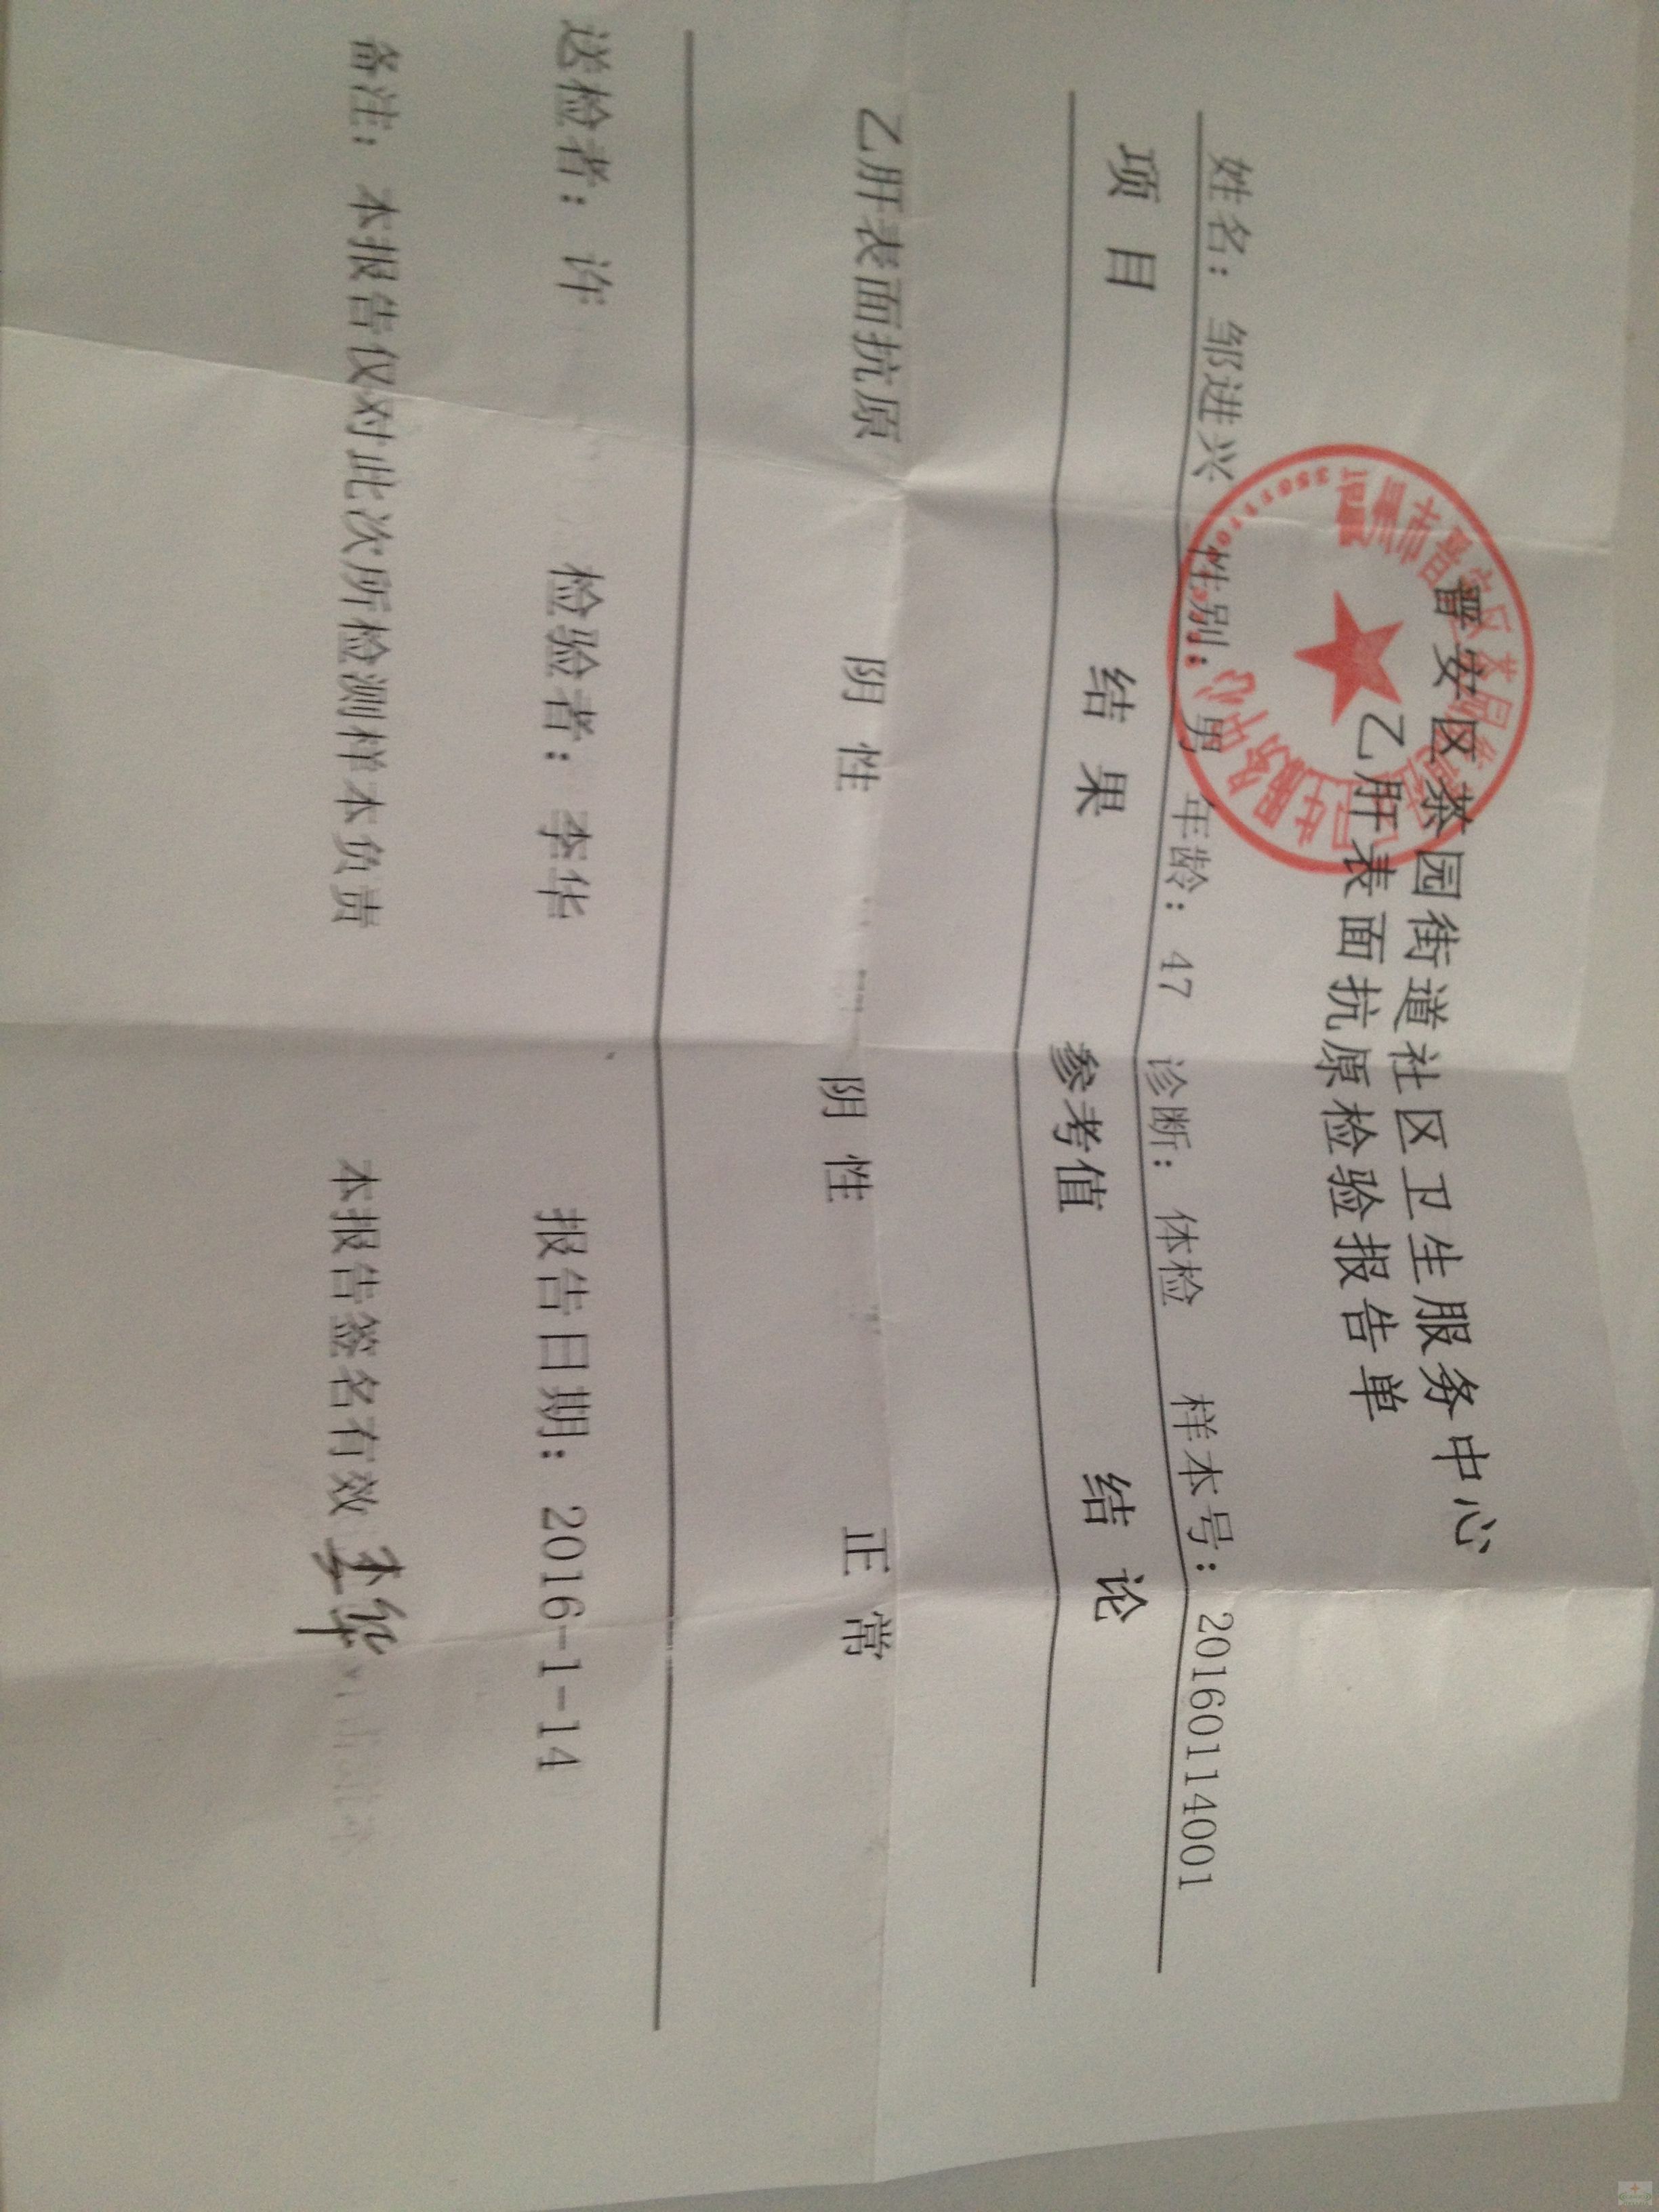 晋安区茶园街道社区卫生服务中心
乙肝表面抗原检验报告单
姓名：邹进兴 性别：男 年龄：47 诊断：体检 样本号：20160114001
项 目 结 果 参考值 结 论
乙肝表面抗原 阴 性 阴 性 正 常
送检者：许 检验者：李华 报告日期：2016-1-14
备注：本报告仅对此次所检测样本负责 本报告签名有效 李华